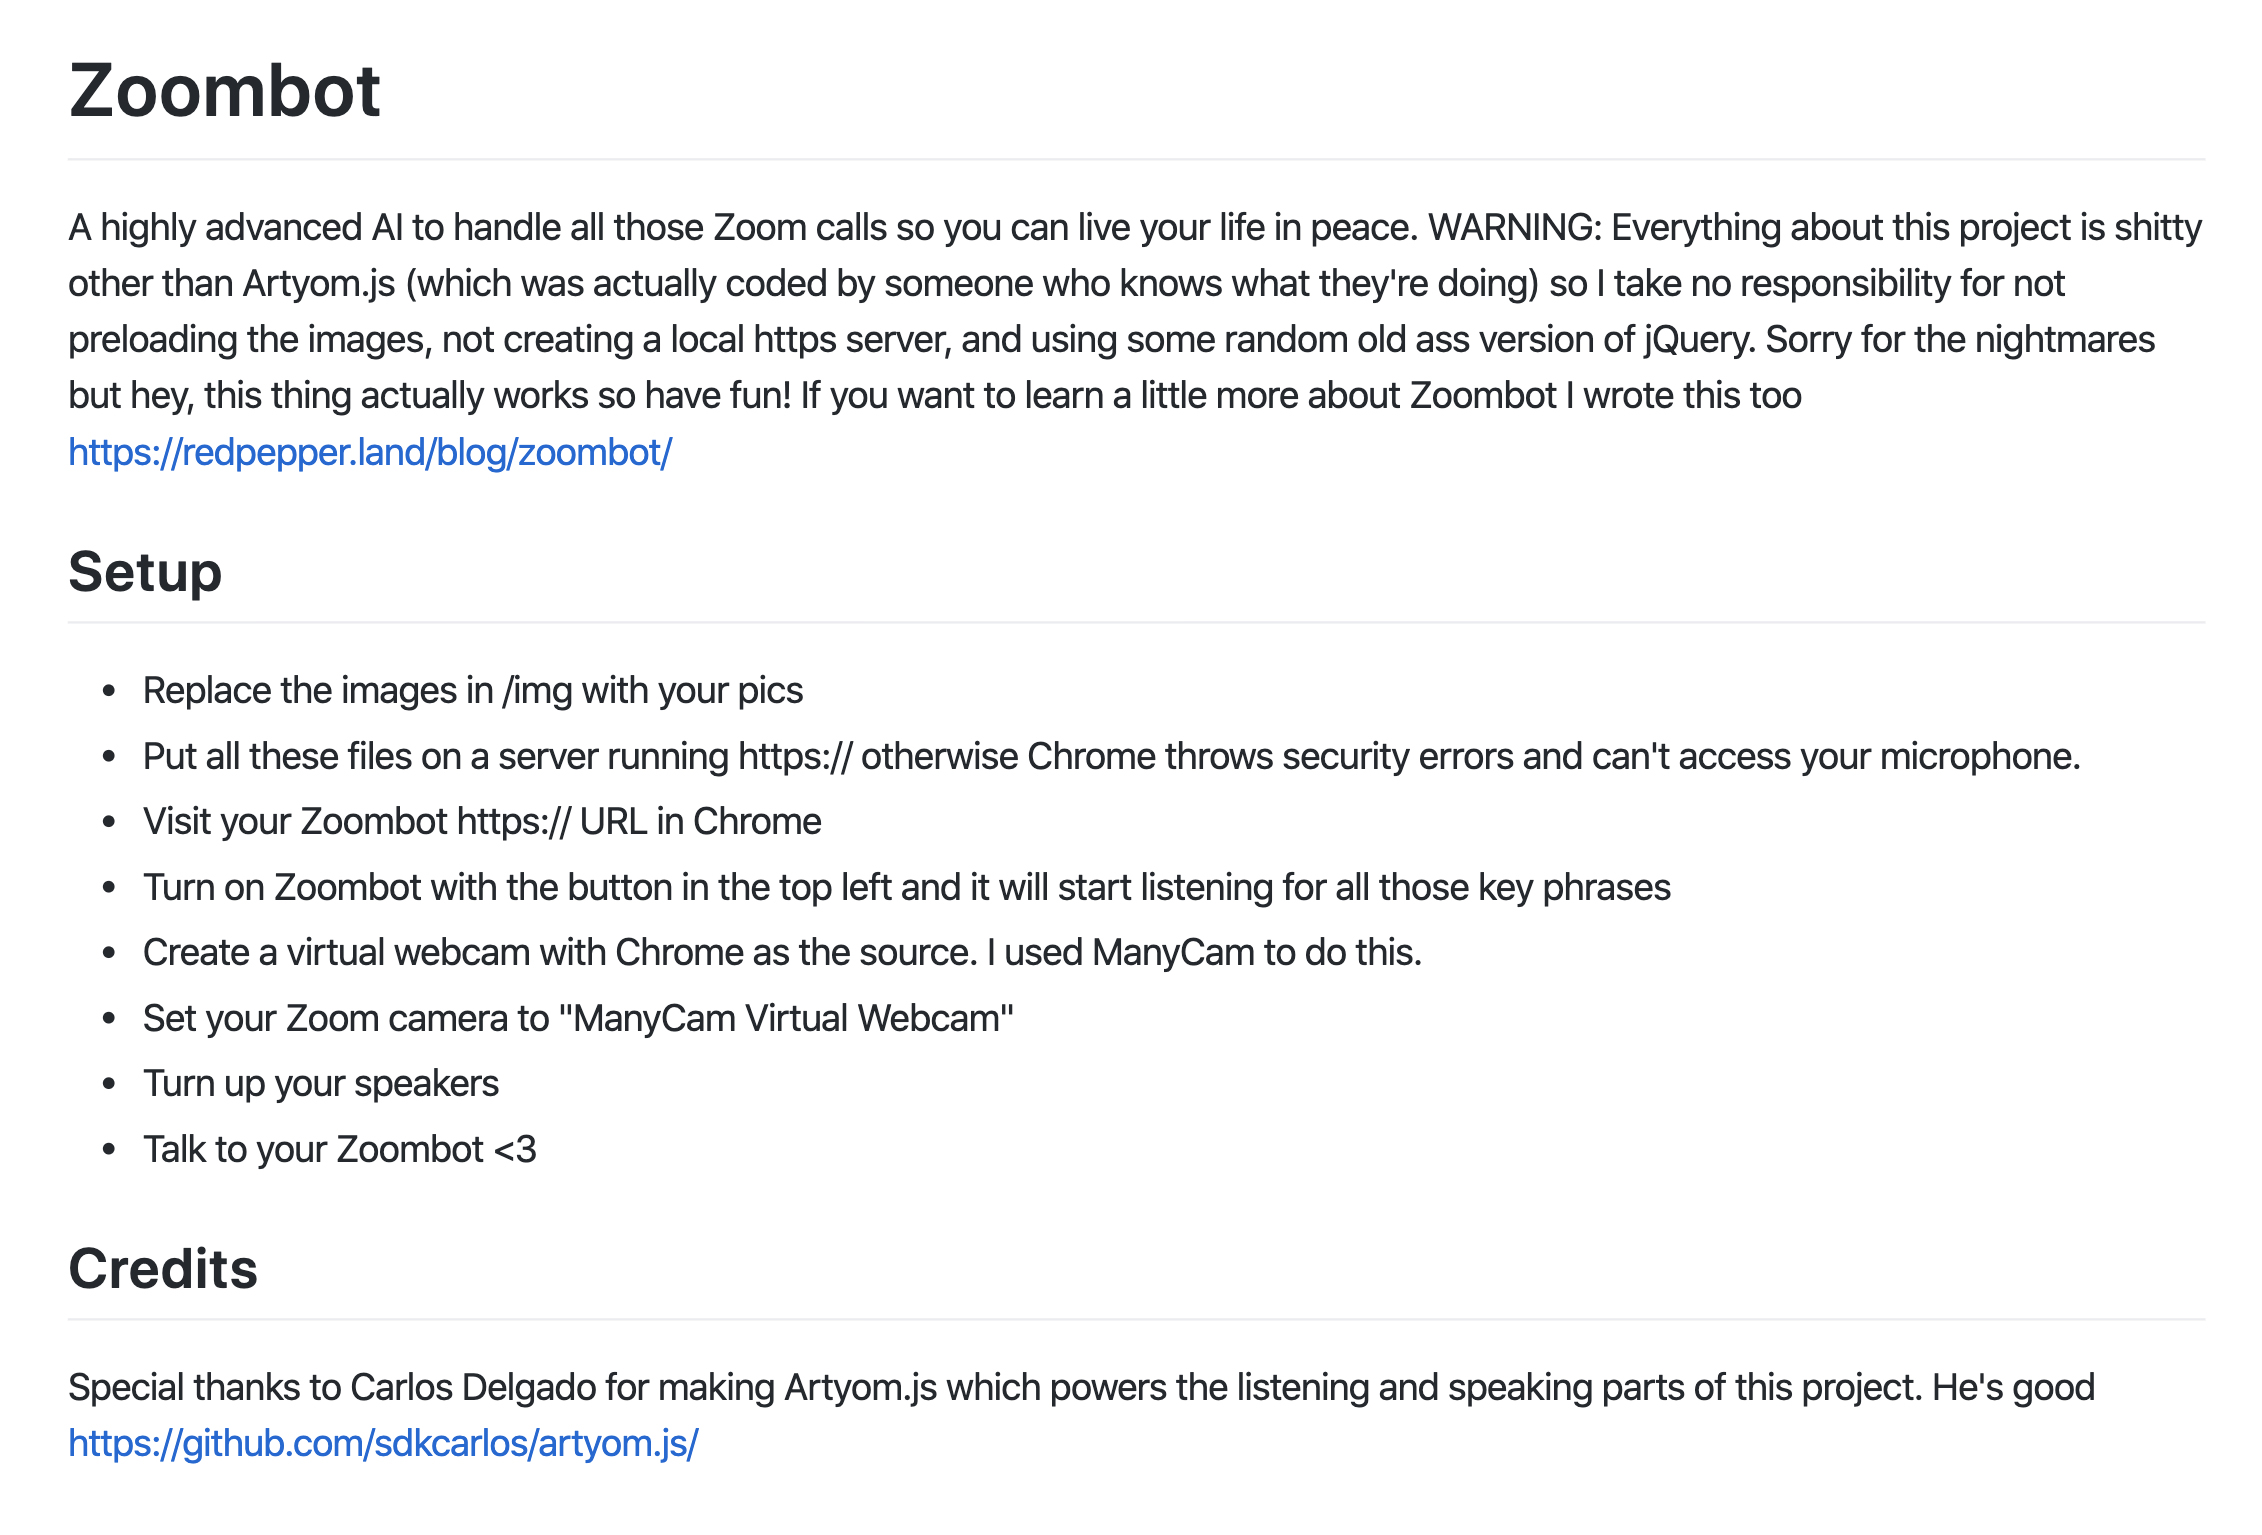 Zoombot
A highly advanced AI to handle all those Zoom calls so you can live your life in peace. WARNING: Everything about this project is shitty
other than Artyom.js (which was actually coded by someone who knows what they're doing) so I take no responsibility for not
preloading the images, not creating a local https server, and using some random old ass version of jQuery. Sorry for the nightmares
but hey, this thing actually works so have fun! If you want to learn a little more about Zoombot I wrote this too
https://redpepper.land/blog/zoombot/
Setup
• Replace the images in /img with your pics
• Put all these files on a server running https:// otherwise Chrome throws security errors and can't access your microphone.
• Visit your Zoombot https:// URL in Chrome
• Turn on Zoombot with the button in the top left and it will start listening for all those key phrases
• Create a virtual webcam with Chrome as the source. I used ManyCam to do this.
• Set your Zoom camera to "ManyCam Virtual Webcam"
• Turn up your speakers
• Talk to your Zoombot <3
Credits
Special thanks to Carlos Delgado for making Artyom.js which powers the listening and speaking parts of this project. He's good
https://github.com/sdkcarlos/artyom.js/